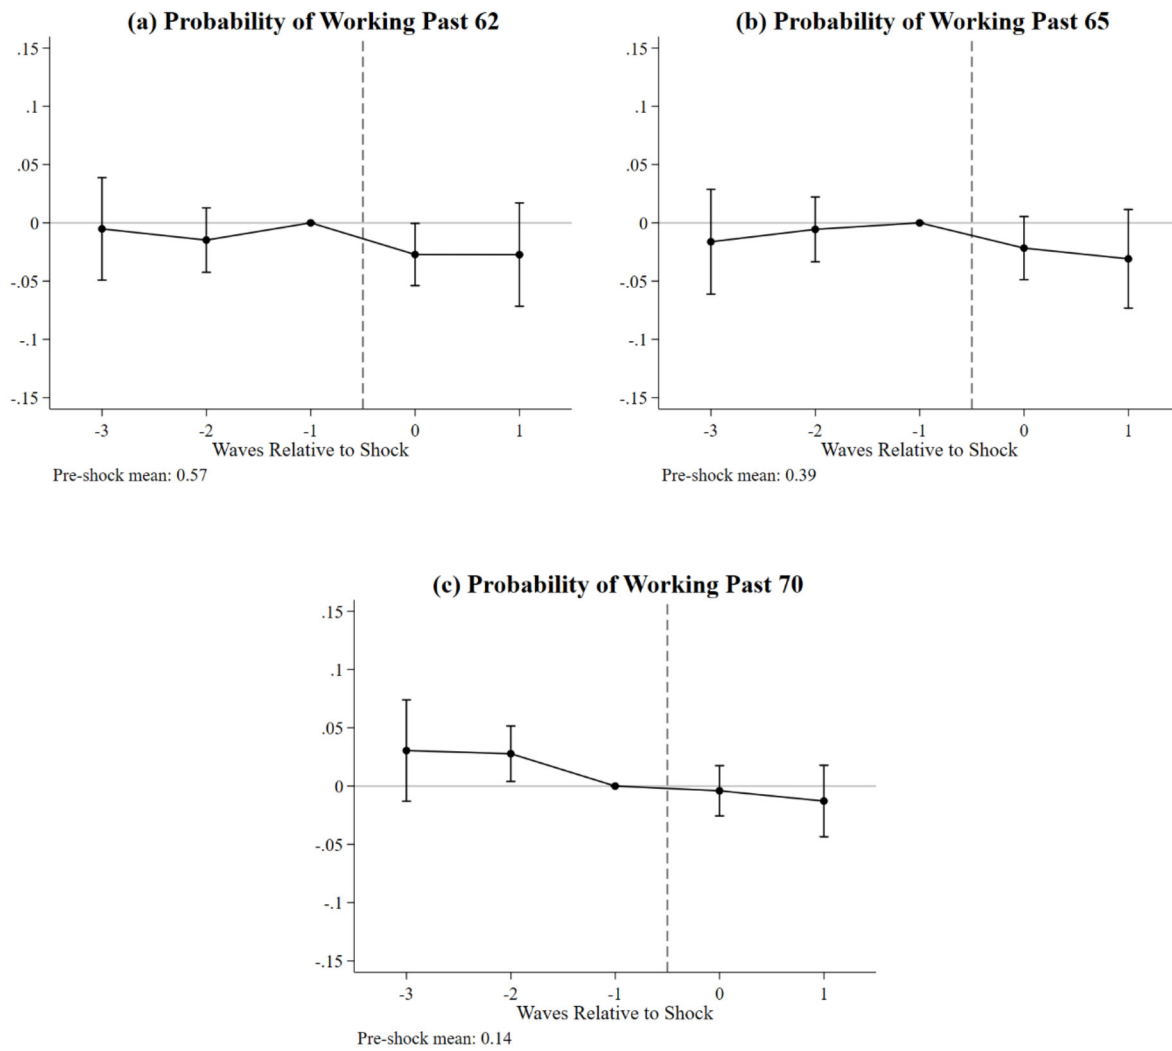 (a) Probability of Working Past 62
.15
.1
.05
0
-.05
-.1
-.15
-3 -2 -1 0 1
Waves Relative to Shock
Pre-shock mean: 0.57
(b) Probability of Working Past 65
.15
.1
.05
0
-.05
-.1
-.15
-3 -2 -1 0 1
Waves Relative to Shock
Pre-shock mean: 0.39
(c) Probability of Working Past 70
.15
.1
.05
0
-.05
-.1
-.15
-3 -2 -1 0 1
Waves Relative to Shock
Pre-shock mean: 0.14